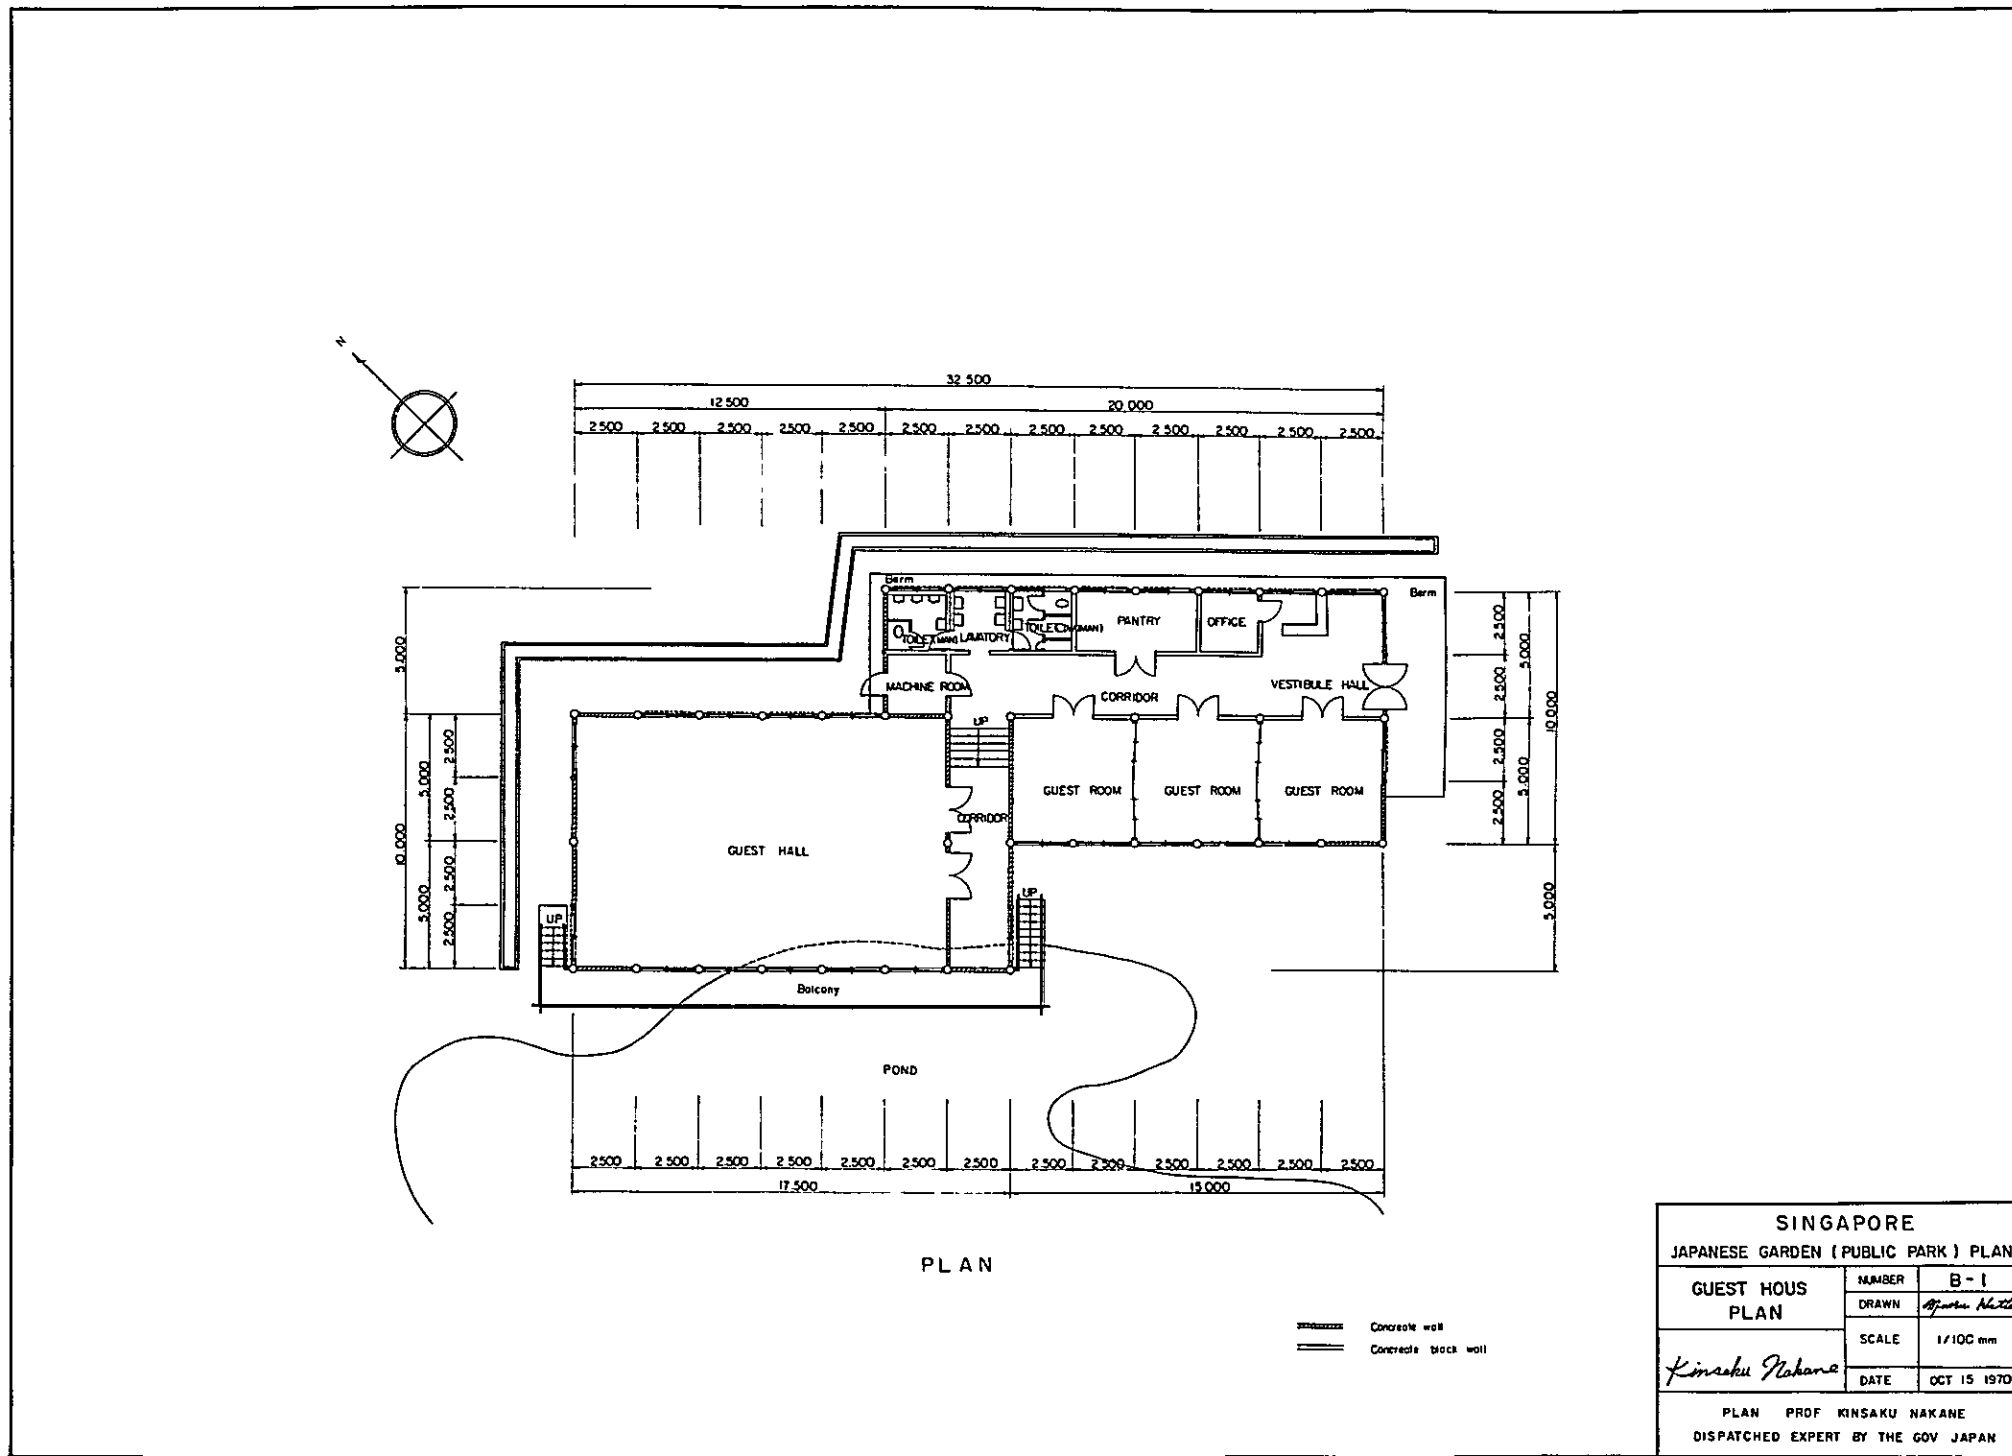 N
32 500
12 500
20 000
2 500 2 500 2 500 2 500 2 500 2 500 2 500 2 500 2 500 2 500 2 500 2 500 2 500
Berm
Berm
TOILET(MAN) LAVATORY TOILET(WOMAN) PANTRY OFFICE
MACHINE ROOM
CORRIDOR
VESTIBULE HALL
UP
GUEST ROOM GUEST ROOM GUEST ROOM
CORRIDOR
GUEST HALL
UP
UP
Balcony
5.000
10.000
5.000
5.000
2.500
2.500
2.500
2.500
2.500
2.500
2.500
2.500
5.000
5.000
10.000
5.000
POND
2 500 2 500 2 500 2 500 2.500 2 500 2 500 2 500 2 500 2 500 2 500 2 500 2 500
17 500
15 000
PLAN
Concreate wall
Concreate block wall
SINGAPORE
JAPANESE GARDEN ( PUBLIC PARK ) PLAN
GUEST HOUS
PLAN
NUMBER B - 1
DRAWN
SCALE 1/100 mm
Kinsaku Nakane
DATE OCT 15 1970
PLAN PROF KINSAKU NAKANE
DISPATCHED EXPERT BY THE GOV JAPAN